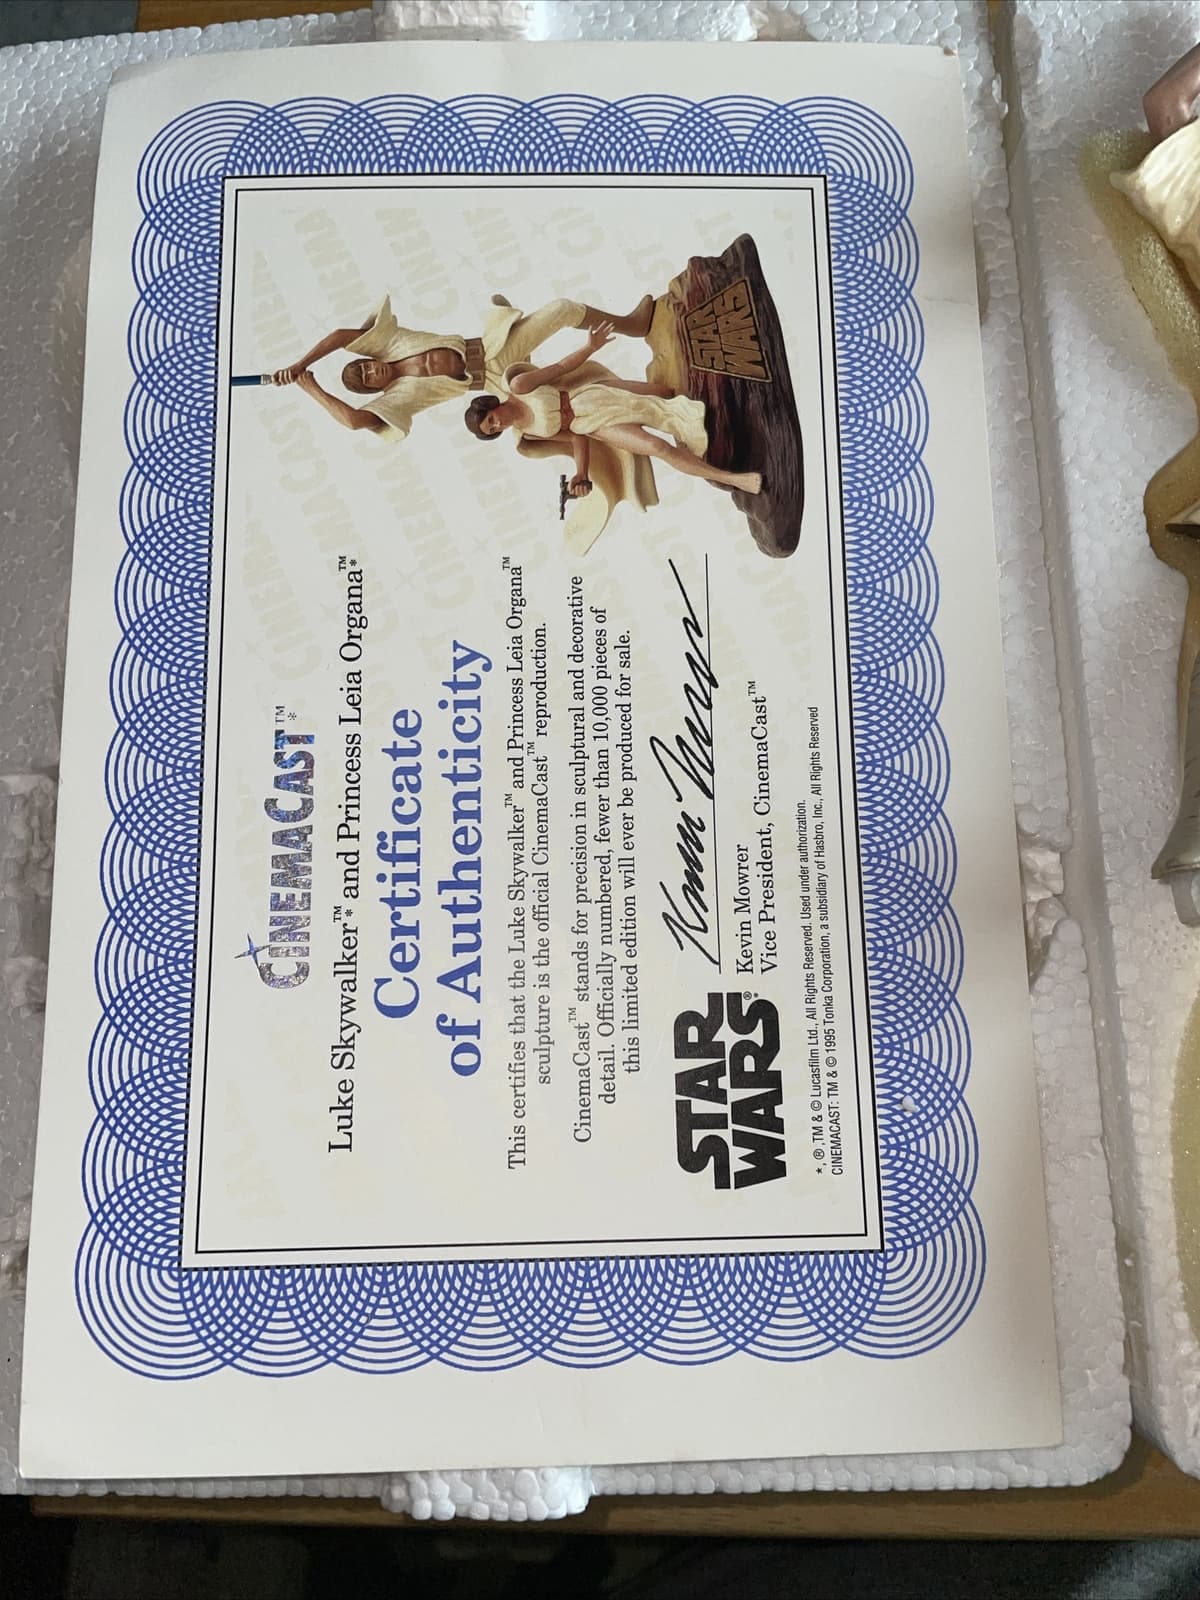 CINEMACAST™*
Luke Skywalker™* and Princess Leia Organa™*
Certificate
of Authenticity
This certifies that the Luke Skywalker™ and Princess Leia Organa™
sculpture is the official CinemaCast™ reproduction.
CinemaCast™ stands for precision in sculptural and decorative
detail. Officially numbered, fewer than 10,000 pieces of
this limited edition will ever be produced for sale.
STAR
WARS®
Kevin Mowrer
Kevin Mowrer
Vice President, CinemaCast™
*, ®, TM & © Lucasfilm Ltd., All Rights Reserved. Used under authorization.
CINEMACAST: TM & © 1995 Tonka Corporation, a subsidiary of Hasbro, Inc., All Rights Reserved
STAR
WARS